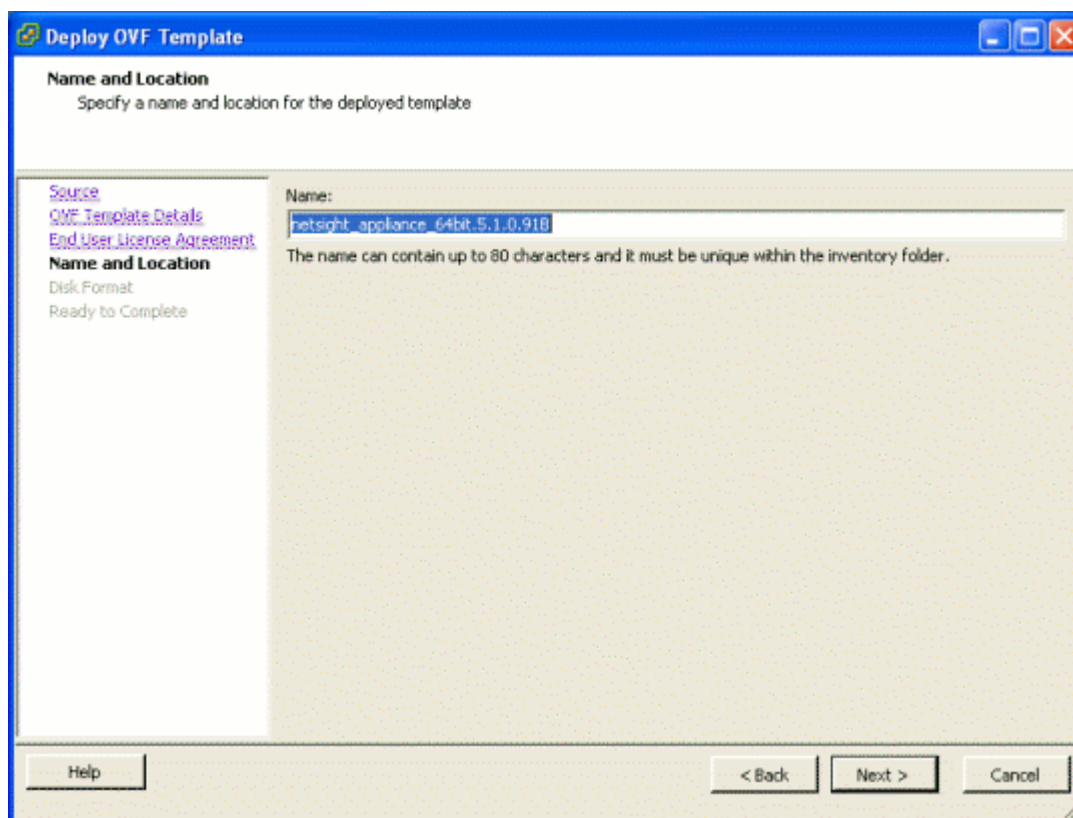 Deploy OVF Template
Name and Location
Specify a name and location for the deployed template
Source
OVF Template Details
End User License Agreement
Name and Location
Disk Format
Ready to Complete
Name:
netsight_appliance_64bit.5.1.0.91B
The name can contain up to 80 characters and it must be unique within the inventory folder.
Help
< Back
Next >
Cancel